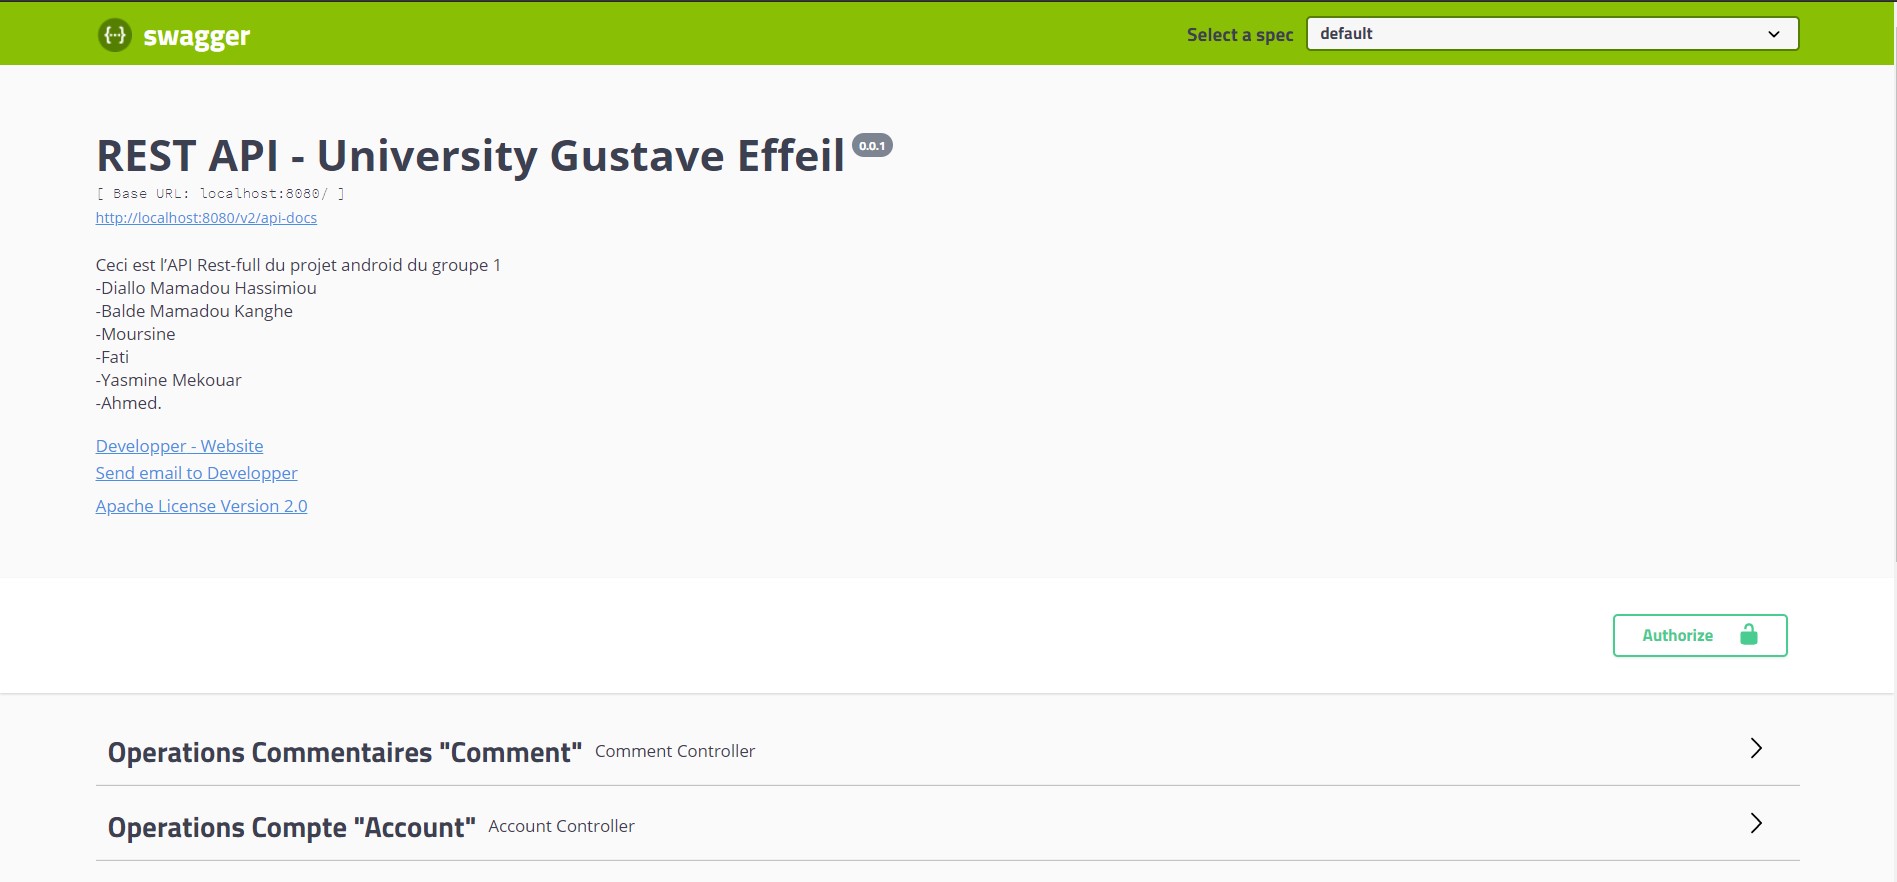 {···} swagger
Select a spec default
REST API - University Gustave Effeil 0.0.1
[ Base URL: localhost:8080/ ]
http://localhost:8080/v2/api-docs
Ceci est l’API Rest-full du projet android du groupe 1
-Diallo Mamadou Hassimiou
-Balde Mamadou Kanghe
-Moursine
-Fati
-Yasmine Mekouar
-Ahmed.
Developper - Website
Send email to Developper
Apache License Version 2.0
Authorize
Operations Commentaires "Comment" Comment Controller
Operations Compte "Account" Account Controller